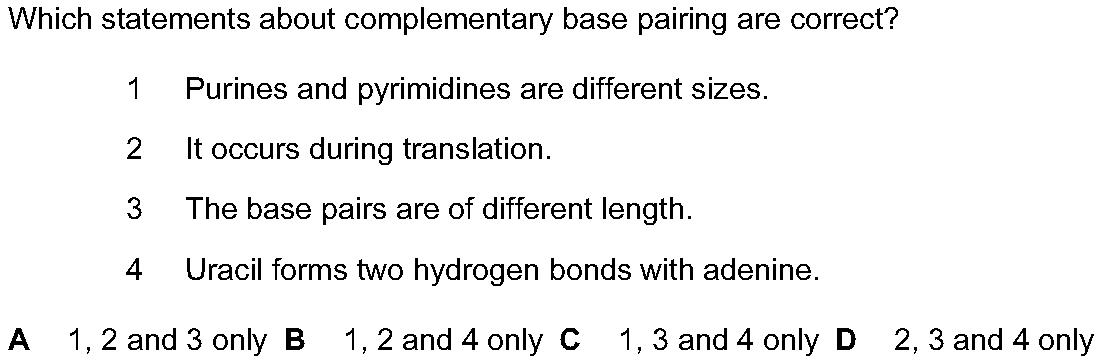 Which statements about complementary base pairing are correct?
1 Purines and pyrimidines are different sizes.
2 It occurs during translation.
3 The base pairs are of different length.
4 Uracil forms two hydrogen bonds with adenine.
A 1, 2 and 3 only B 1, 2 and 4 only C 1, 3 and 4 only D 2, 3 and 4 only